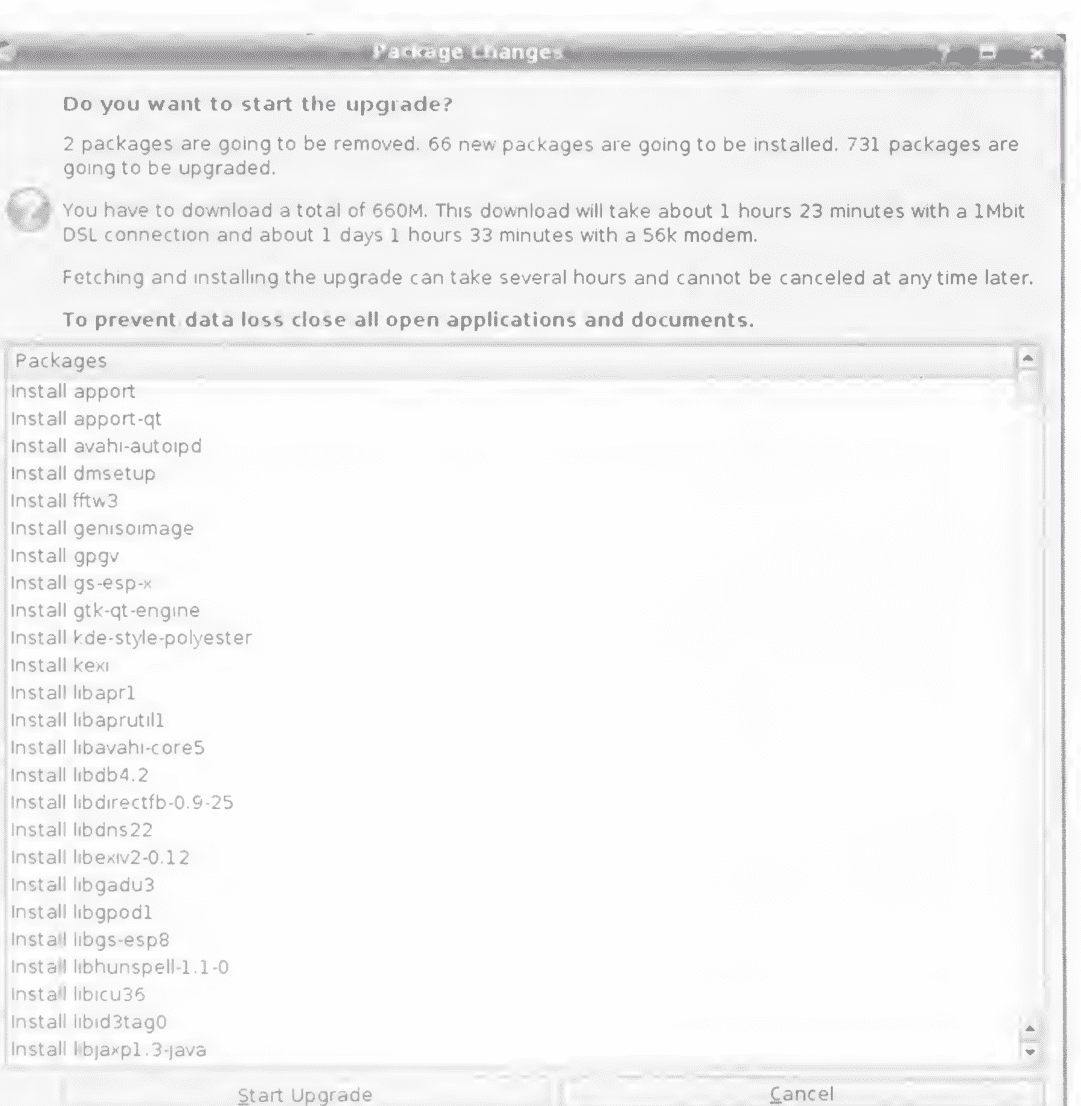 Package Changes
Do you want to start the upgrade?
2 packages are going to be removed. 66 new packages are going to be installed. 731 packages are
going to be upgraded.
You have to download a total of 660M. This download will take about 1 hours 23 minutes with a 1Mbit
DSL connection and about 1 days 1 hours 33 minutes with a 56k modem.
Fetching and installing the upgrade can take several hours and cannot be canceled at any time later.
To prevent data loss close all open applications and documents.
Packages
Install apport
Install apport-qt
Install avahi-autoipd
Install dmsetup
Install fftw3
Install genisoimage
Install gpgv
Install gs-esp-x
Install gtk-qt-engine
Install kde-style-polyester
Install kexi
Install libapr1
Install libaprutil1
Install libavahi-core5
Install libdb4.2
Install libdirectfb-0.9-25
Install libdns22
Install libexiv2-0.12
Install libgadu3
Install libgpod1
Install libgs-esp8
Install libhunspell-1.1-0
Install libicu36
Install libid3tag0
Install libjaxp1.3-java
Start Upgrade
Cancel